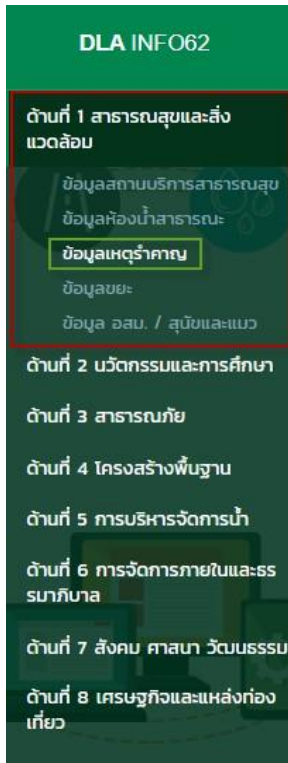 DLA INFO62
ด้านที่ 1 สาธารณสุขและสิ่ง
แวดล้อม
ข้อมูลสถานบริการสาธารณสุข
ข้อมูลห้องน้ำสาธารณะ
ข้อมูลเหตุรำคาญ
ข้อมูลขยะ
ข้อมูล อสม. / สุนัขและแมว
ด้านที่ 2 นวัตกรรมและการศึกษา
ด้านที่ 3 สาธารณภัย
ด้านที่ 4 โครงสร้างพื้นฐาน
ด้านที่ 5 การบริหารจัดการน้ำ
ด้านที่ 6 การจัดการภายในและธร
รมาภิบาล
ด้านที่ 7 สังคม ศาสนา วัฒนธรรม
ด้านที่ 8 เศรษฐกิจและแหล่งท่อง
เที่ยว